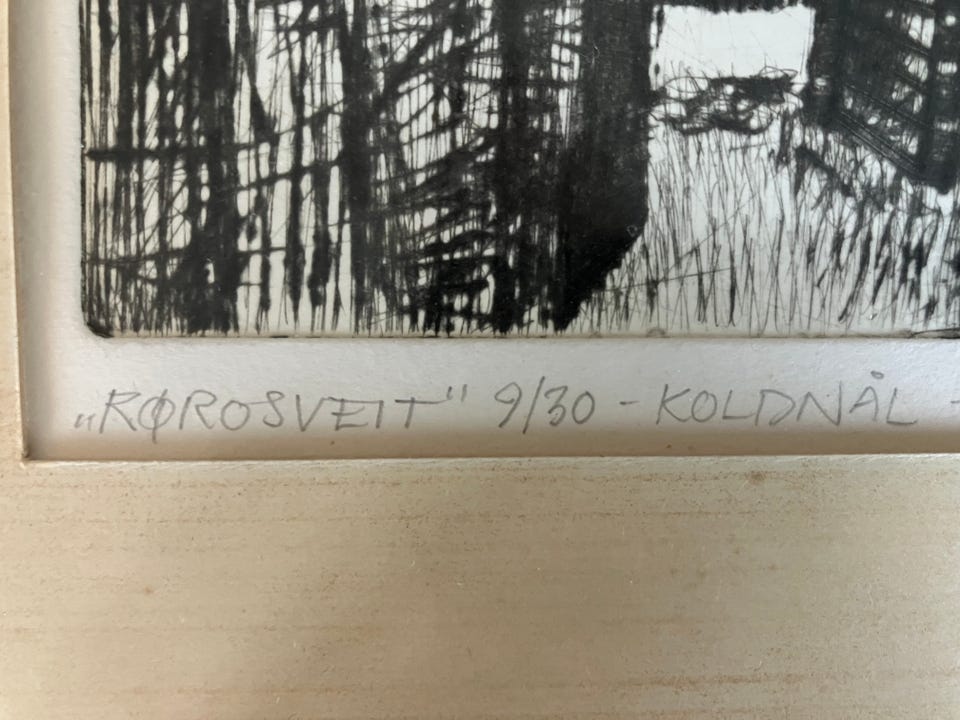 „RØROSVEIT" 9/30 - KOLDNÅL -